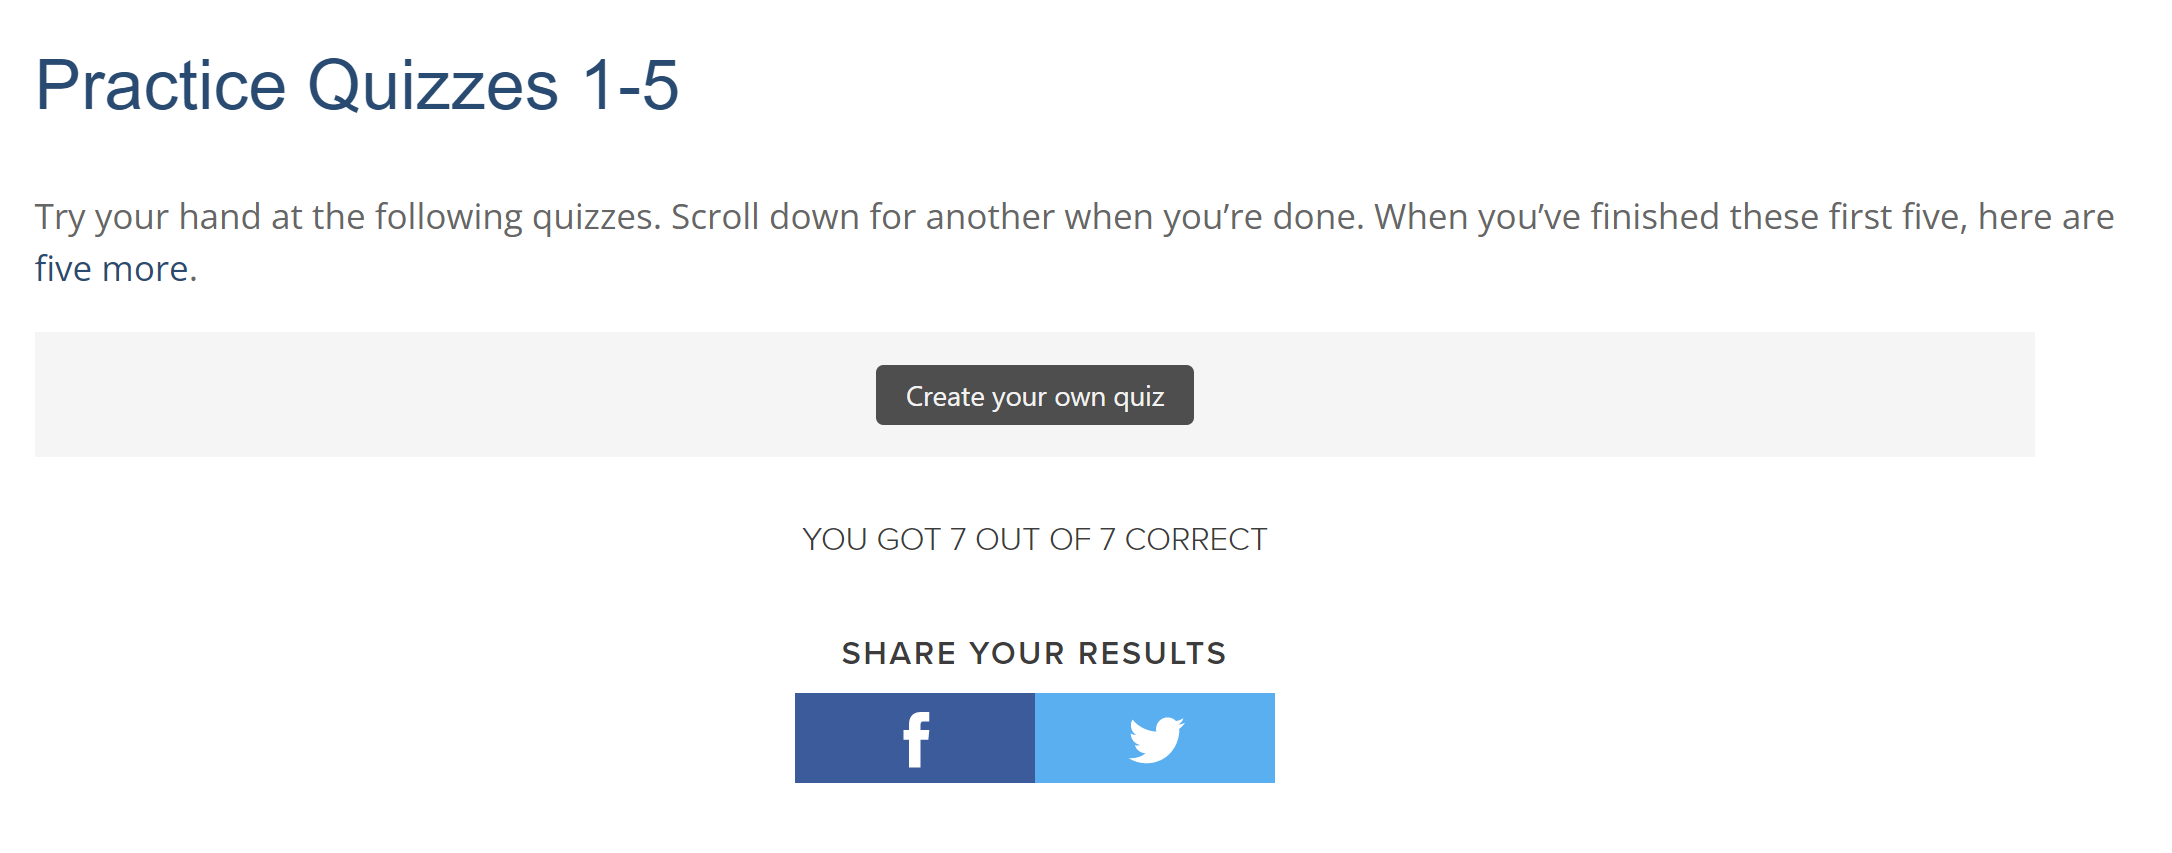 Practice Quizzes 1-5
Try your hand at the following quizzes. Scroll down for another when you’re done. When you’ve finished these first five, here are
five more.
Create your own quiz
YOU GOT 7 OUT OF 7 CORRECT
SHARE YOUR RESULTS